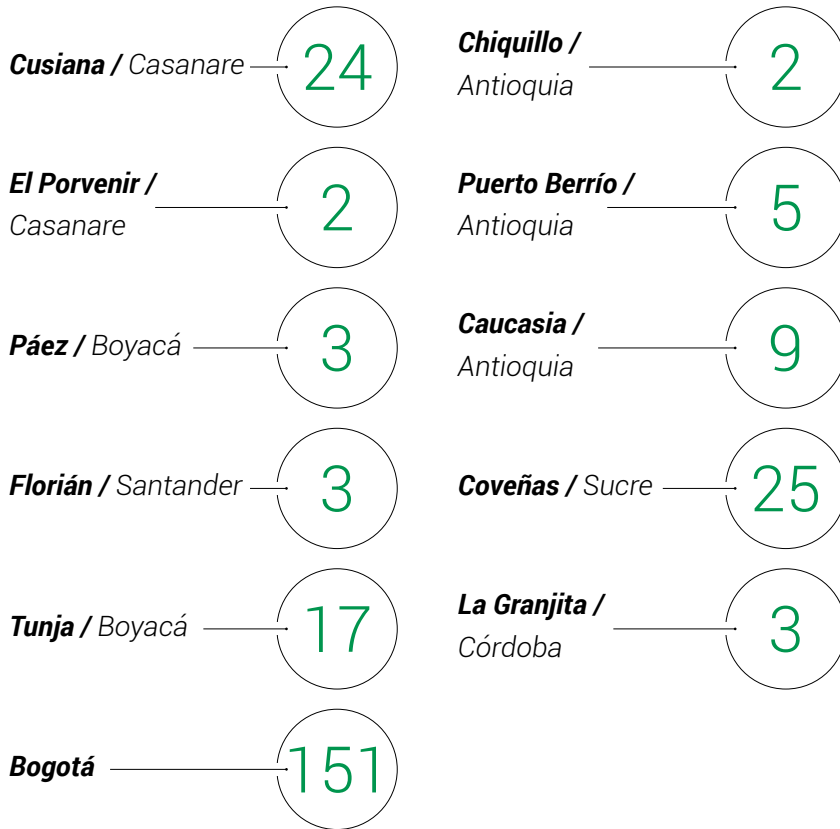 Cusiana / Casanare 24
El Porvenir /
Casanare
2
Páez / Boyacá 3
Florián / Santander 3
Tunja / Boyacá 17
Bogotá 151
Chiquillo /
Antioquia
2
Puerto Berrío /
Antioquia
5
Caucasia /
Antioquia
9
Coveñas / Sucre 25
La Granjita /
Córdoba
3